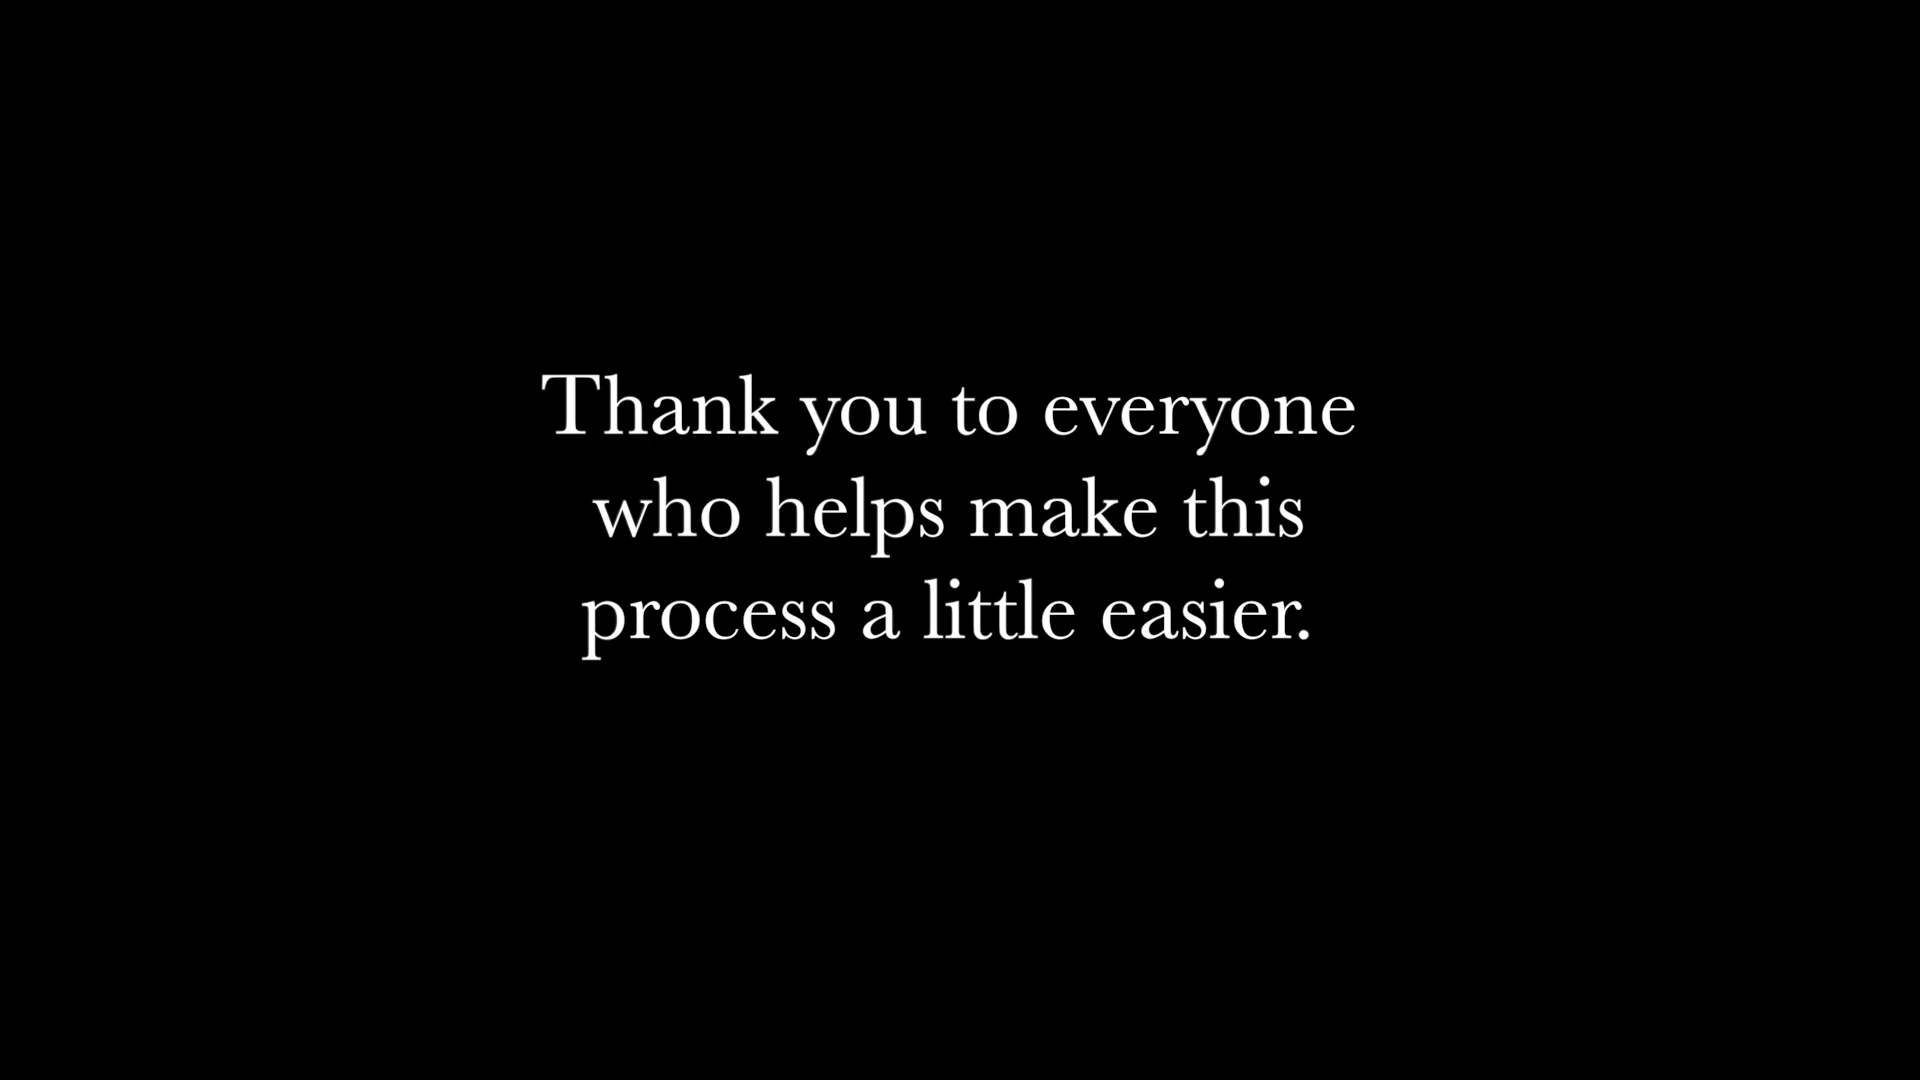 Thank you to everyone
who helps make this
process a little easier.